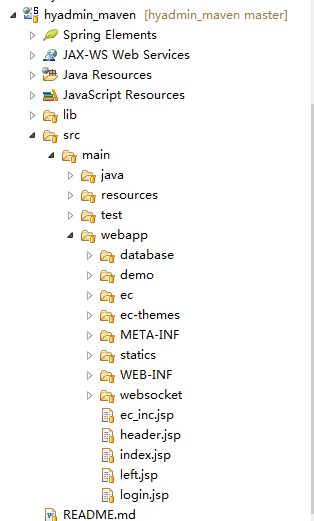 hyadmin_maven [hyadmin_maven master]
Spring Elements
JAX-WS Web Services
Java Resources
JavaScript Resources
lib
src
main
java
resources
test
webapp
database
demo
ec
ec-themes
META-INF
statics
WEB-INF
websocket
ec_inc.jsp
header.jsp
index.jsp
left.jsp
login.jsp
README.md